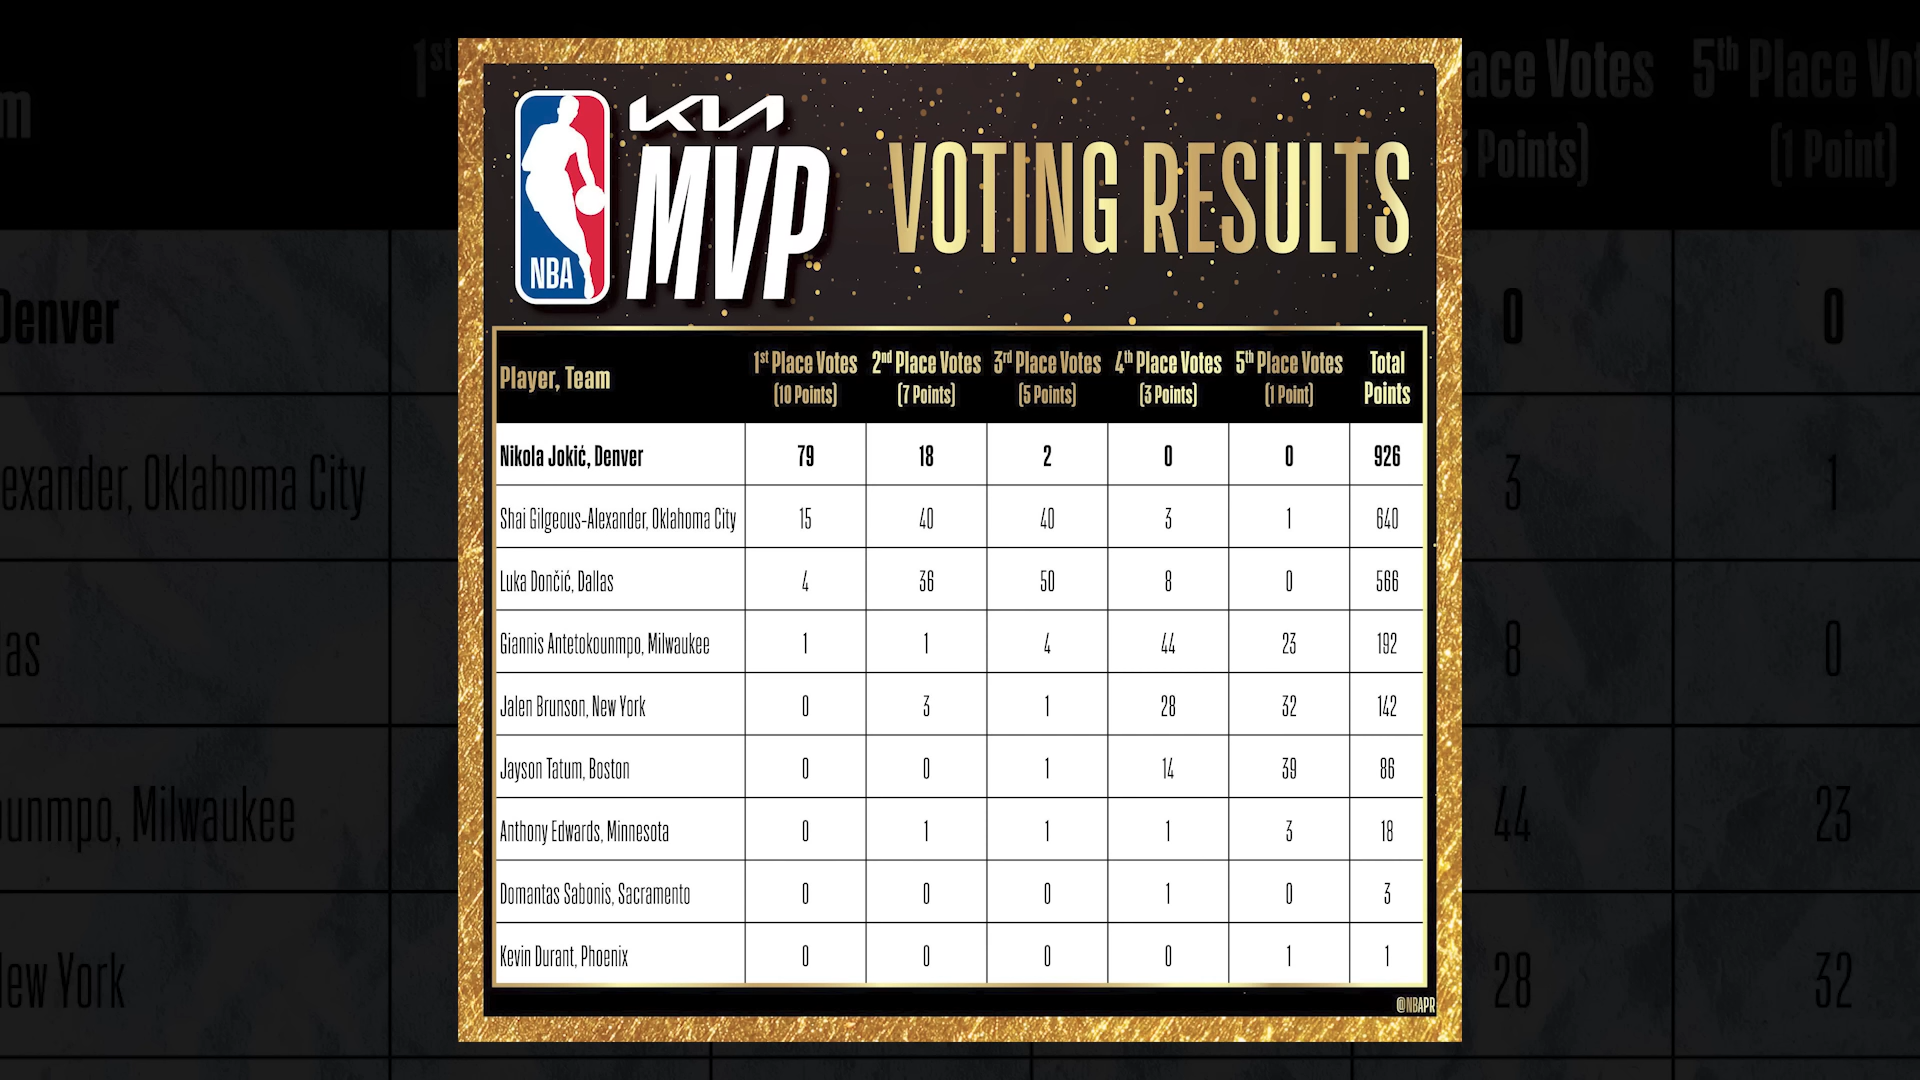 KIA
MVP
NBA
VOTING RESULTS
Player, Team 1st Place Votes (10 Points) 2nd Place Votes (7 Points) 3rd Place Votes (5 Points) 4th Place Votes (3 Points) 5th Place Votes (1 Point) Total Points
Nikola Jokić, Denver 79 18 2 0 0 926
Shai Gilgeous-Alexander, Oklahoma City 15 40 40 3 1 640
Luka Dončić, Dallas 4 36 50 8 0 566
Giannis Antetokounmpo, Milwaukee 1 1 4 44 23 192
Jalen Brunson, New York 0 3 1 28 32 142
Jayson Tatum, Boston 0 0 1 14 39 86
Anthony Edwards, Minnesota 0 1 1 1 3 18
Domantas Sabonis, Sacramento 0 0 0 1 0 3
Kevin Durant, Phoenix 0 0 0 0 1 1
@NBAPR